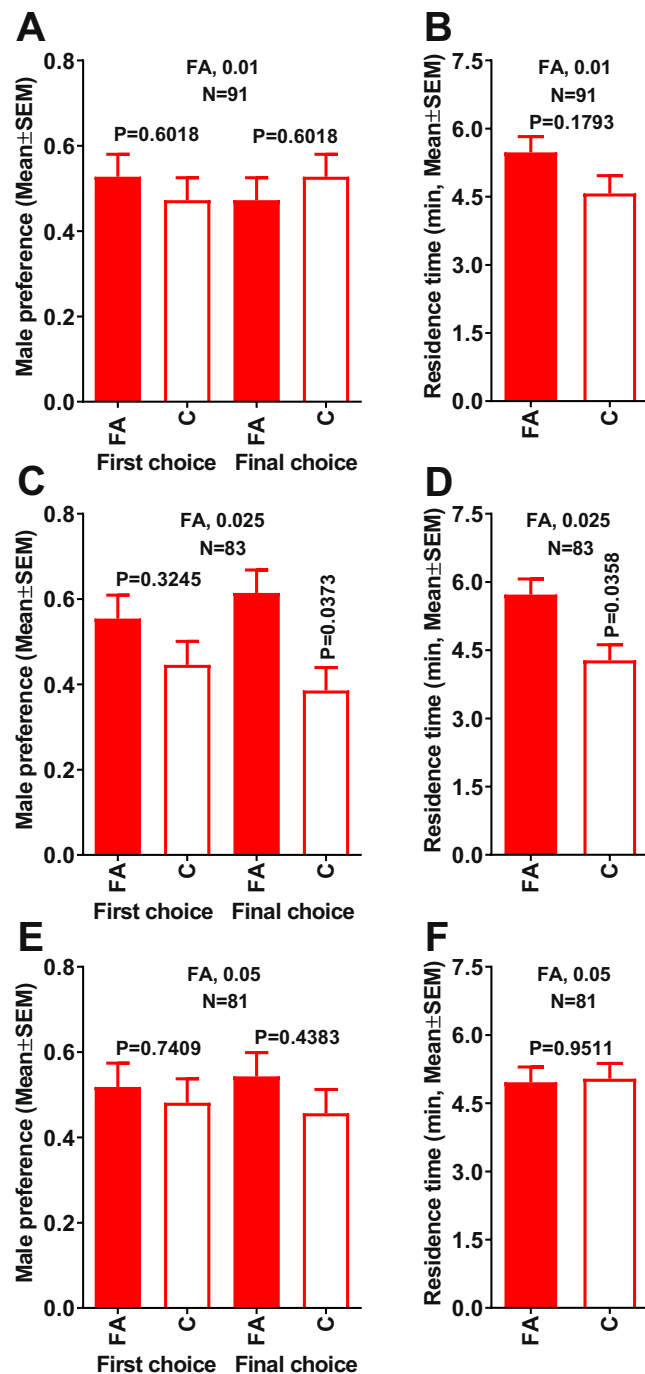 A
Male preference (Mean±SEM)
0.8
0.6
0.4
0.2
0.0
FA, 0.01
N=91
P=0.6018
P=0.6018
FA
C
FA
C
First choice
Final choice
B
Residence time (min, Mean±SEM)
7.5
6.0
4.5
3.0
1.5
0.0
FA, 0.01
N=91
P=0.1793
FA
C
C
Male preference (Mean±SEM)
0.8
0.6
0.4
0.2
0.0
FA, 0.025
N=83
P=0.3245
P=0.0373
FA
C
FA
C
First choice
Final choice
D
Residence time (min, Mean±SEM)
7.5
6.0
4.5
3.0
1.5
0.0
FA, 0.025
N=83
P=0.0358
FA
C
E
Male preference (Mean±SEM)
0.8
0.6
0.4
0.2
0.0
FA, 0.05
N=81
P=0.7409
P=0.4383
FA
C
FA
C
First choice
Final choice
F
Residence time (min, Mean±SEM)
7.5
6.0
4.5
3.0
1.5
0.0
FA, 0.05
N=81
P=0.9511
FA
C